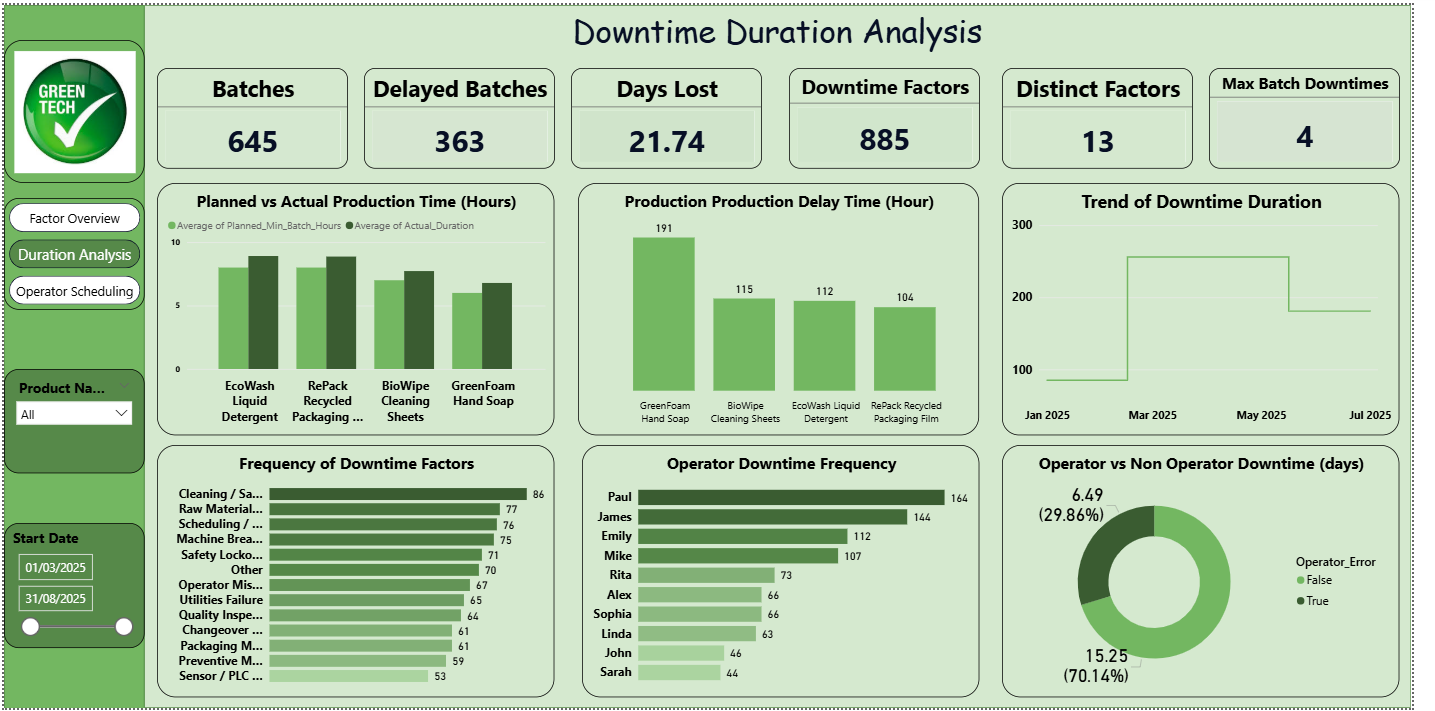 Downtime Duration Analysis
GREEN
TECH
Factor Overview
Duration Analysis
Operator Scheduling
Product Na...
All
Start Date
01/03/2025
31/08/2025
Batches
645
Delayed Batches
363
Days Lost
21.74
Downtime Factors
885
Distinct Factors
13
Max Batch Downtimes
4
Planned vs Actual Production Time (Hours)
Average of Planned_Min_Batch_Hours Average of Actual_Duration
10
5
0
EcoWash
Liquid
Detergent
RePack
Recycled
Packaging ...
BioWipe
Cleaning
Sheets
GreenFoam
Hand Soap
Production Production Delay Time (Hour)
191
115
112
104
GreenFoam
Hand Soap
BioWipe
Cleaning Sheets
EcoWash Liquid
Detergent
RePack Recycled
Packaging Film
Trend of Downtime Duration
300
200
100
Jan 2025 Mar 2025 May 2025 Jul 2025
Frequency of Downtime Factors
Cleaning / Sa... 86
Raw Material... 77
Scheduling / ... 76
Machine Brea... 75
Safety Locko... 71
Other 70
Operator Mis... 67
Utilities Failure 65
Quality Inspe... 64
Changeover ... 61
Packaging M... 61
Preventive M... 59
Sensor / PLC ... 53
Operator Downtime Frequency
Paul 164
James 144
Emily 112
Mike 107
Rita 73
Alex 66
Sophia 66
Linda 63
John 46
Sarah 44
Operator vs Non Operator Downtime (days)
6.49
(29.86%)
15.25
(70.14%)
Operator_Error
False
True